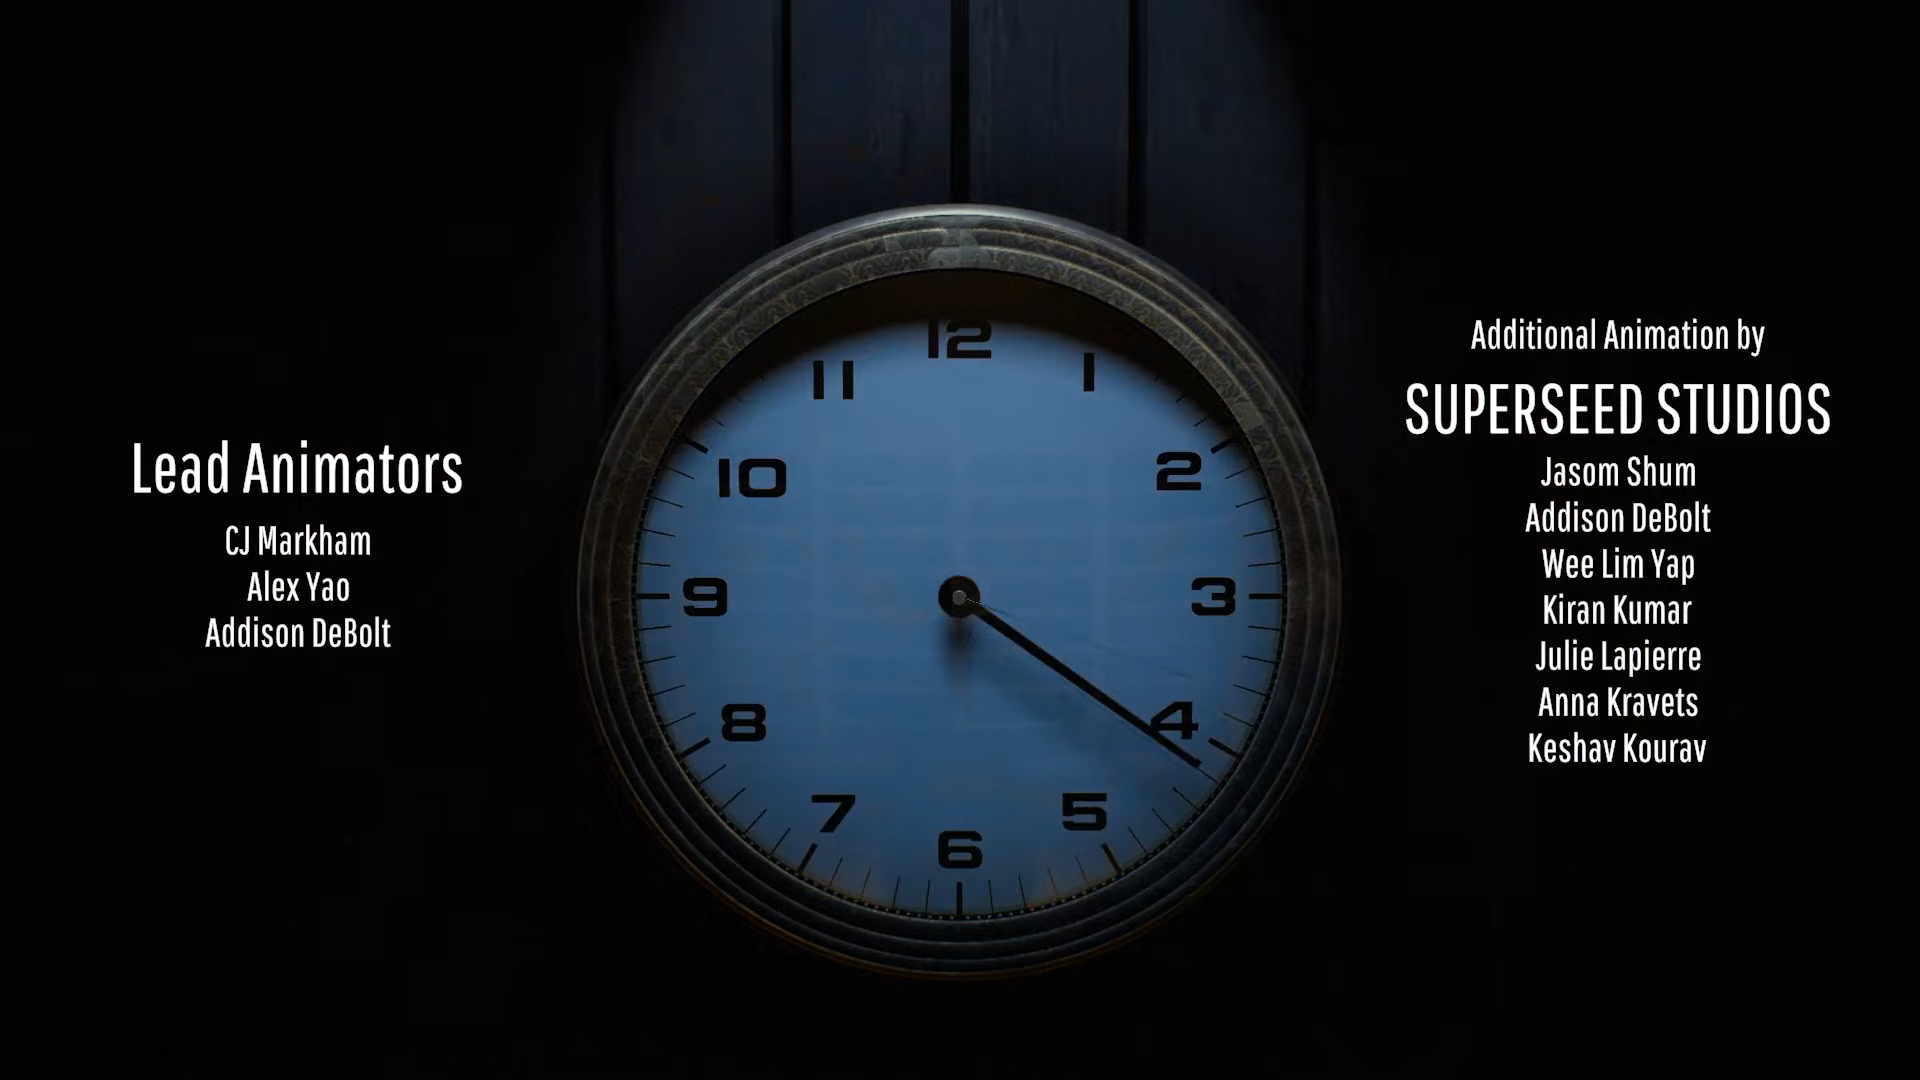 Lead Animators
CJ Markham
Alex Yao
Addison DeBolt
12
1
2
3
4
5
6
7
8
9
10
11
Additional Animation by
SUPERSEED STUDIOS
Jasom Shum
Addison DeBolt
Wee Lim Yap
Kiran Kumar
Julie Lapierre
Anna Kravets
Keshav Kourav